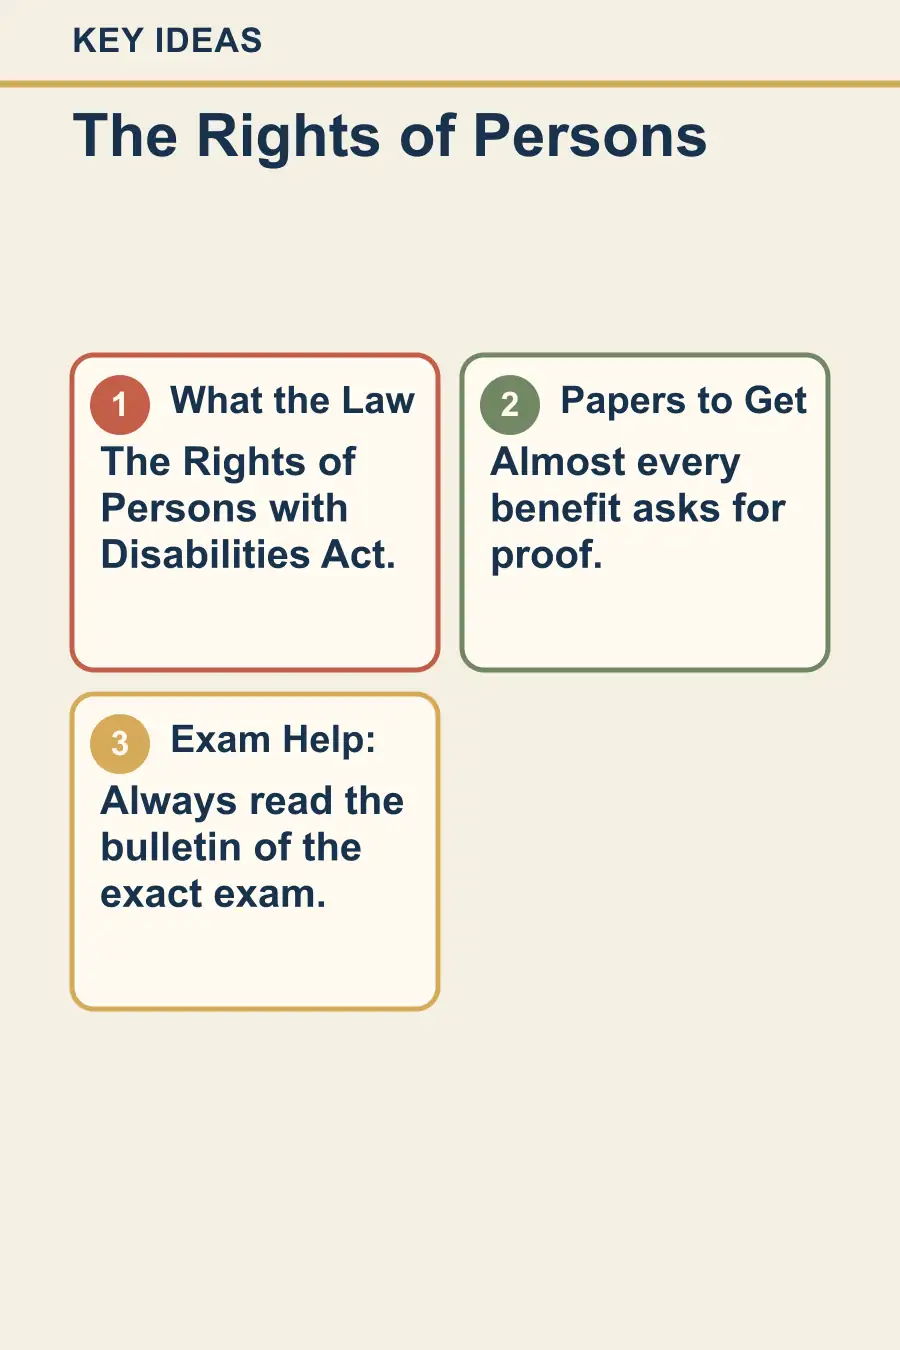 KEY IDEAS
The Rights of Persons
1 What the Law
The Rights of
Persons with
Disabilities Act.
2 Papers to Get
Almost every
benefit asks for
proof.
3 Exam Help:
Always read the
bulletin of the
exact exam.